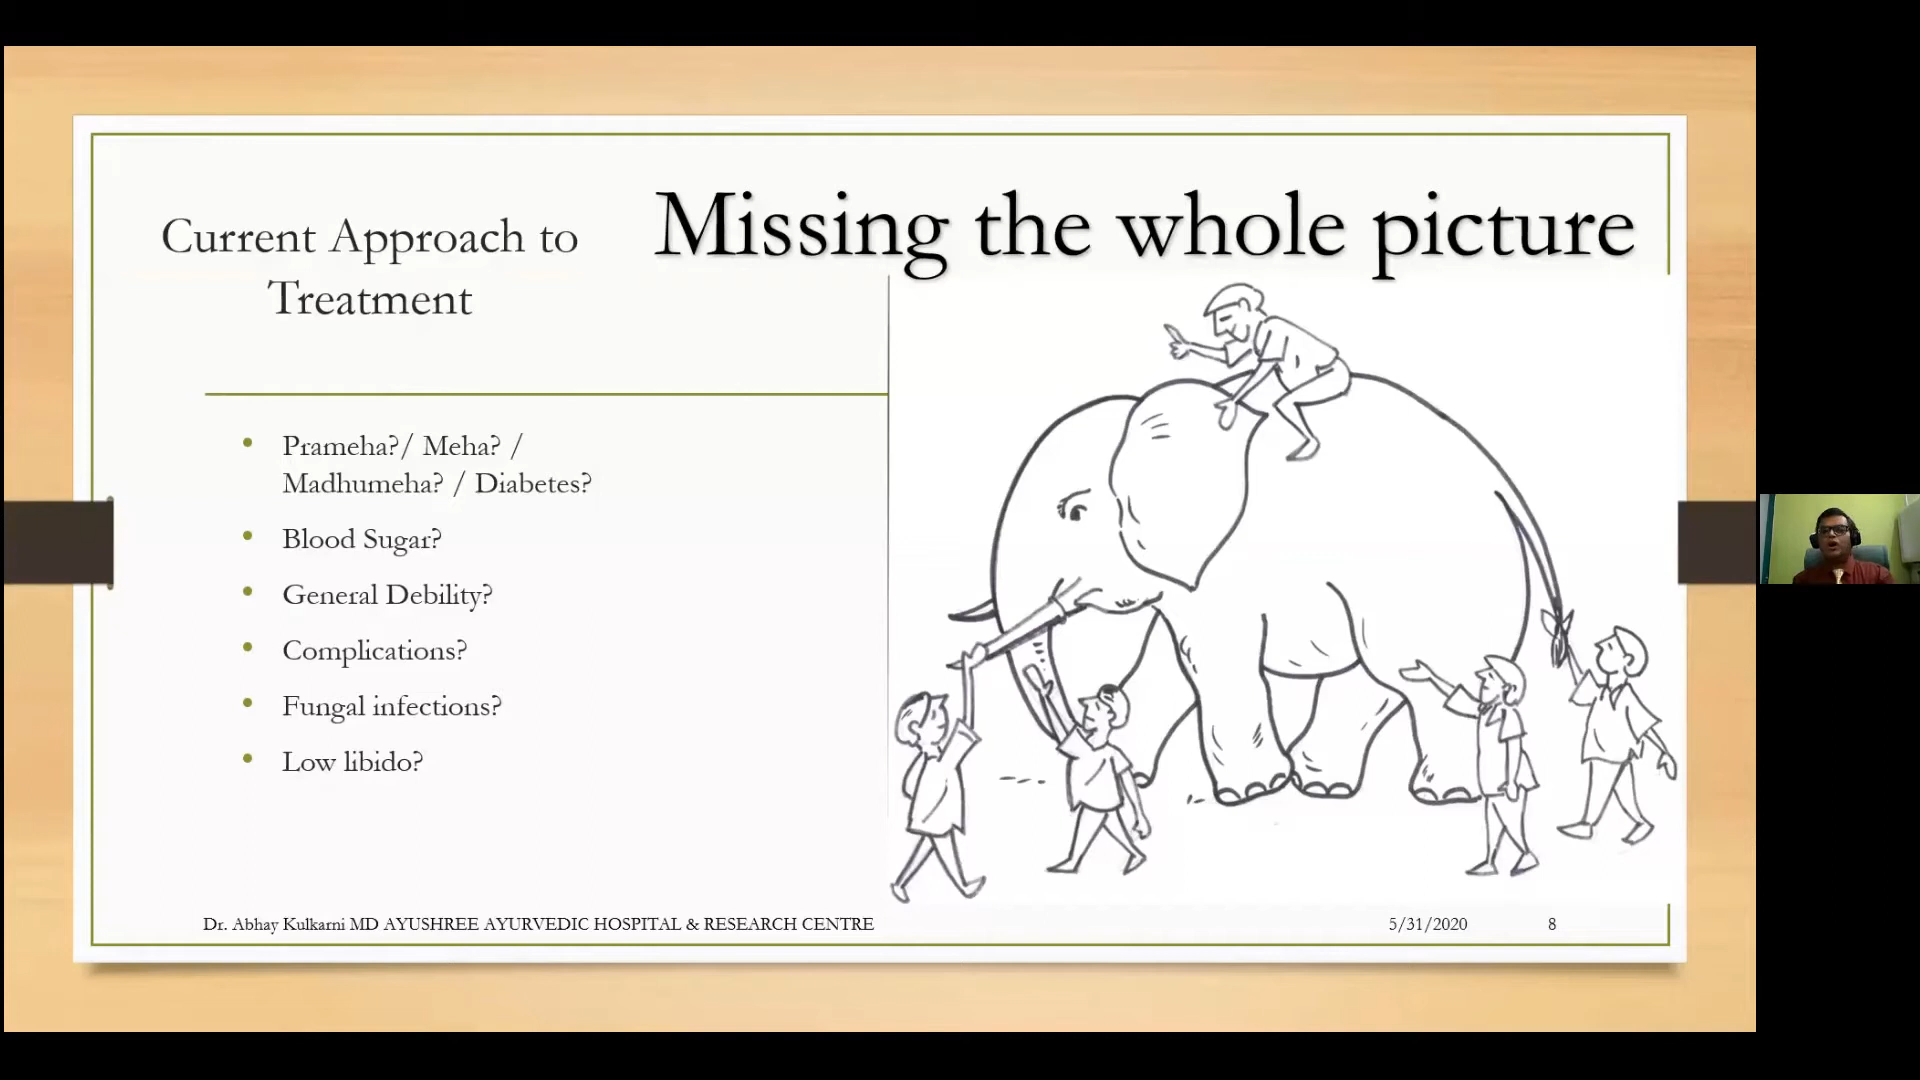 Current Approach to
Treatment
Missing the whole picture
Prameha?/ Meha? /
Madhumeha? / Diabetes?
Blood Sugar?
General Debility?
Complications?
Fungal infections?
Low libido?
Dr. Abhay Kulkarni MD AYUSHREE AYURVEDIC HOSPITAL & RESEARCH CENTRE
5/31/2020
8